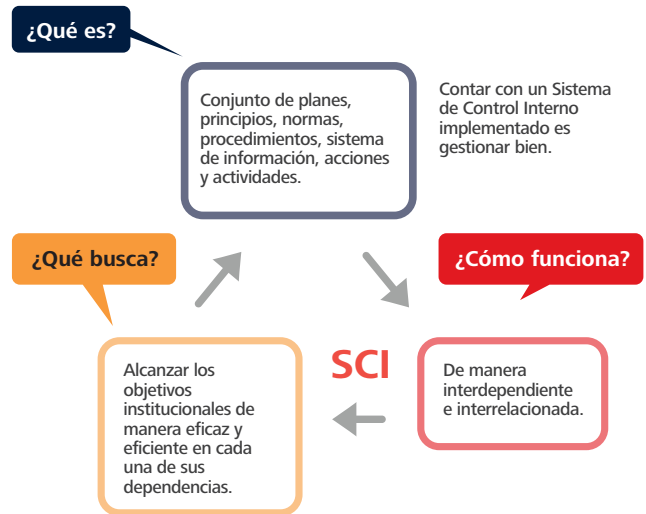 ¿Qué es?
Conjunto de planes,
principios, normas,
procedimientos, sistema
de información, acciones
y actividades.
Contar con un Sistema
de Control Interno
implementado es
gestionar bien.
¿Qué busca?
¿Cómo funciona?
Alcanzar los
objetivos
institucionales de
manera eficaz y
eficiente en cada
una de sus
dependencias.
SCI
De manera
interdependiente
e interrelacionada.